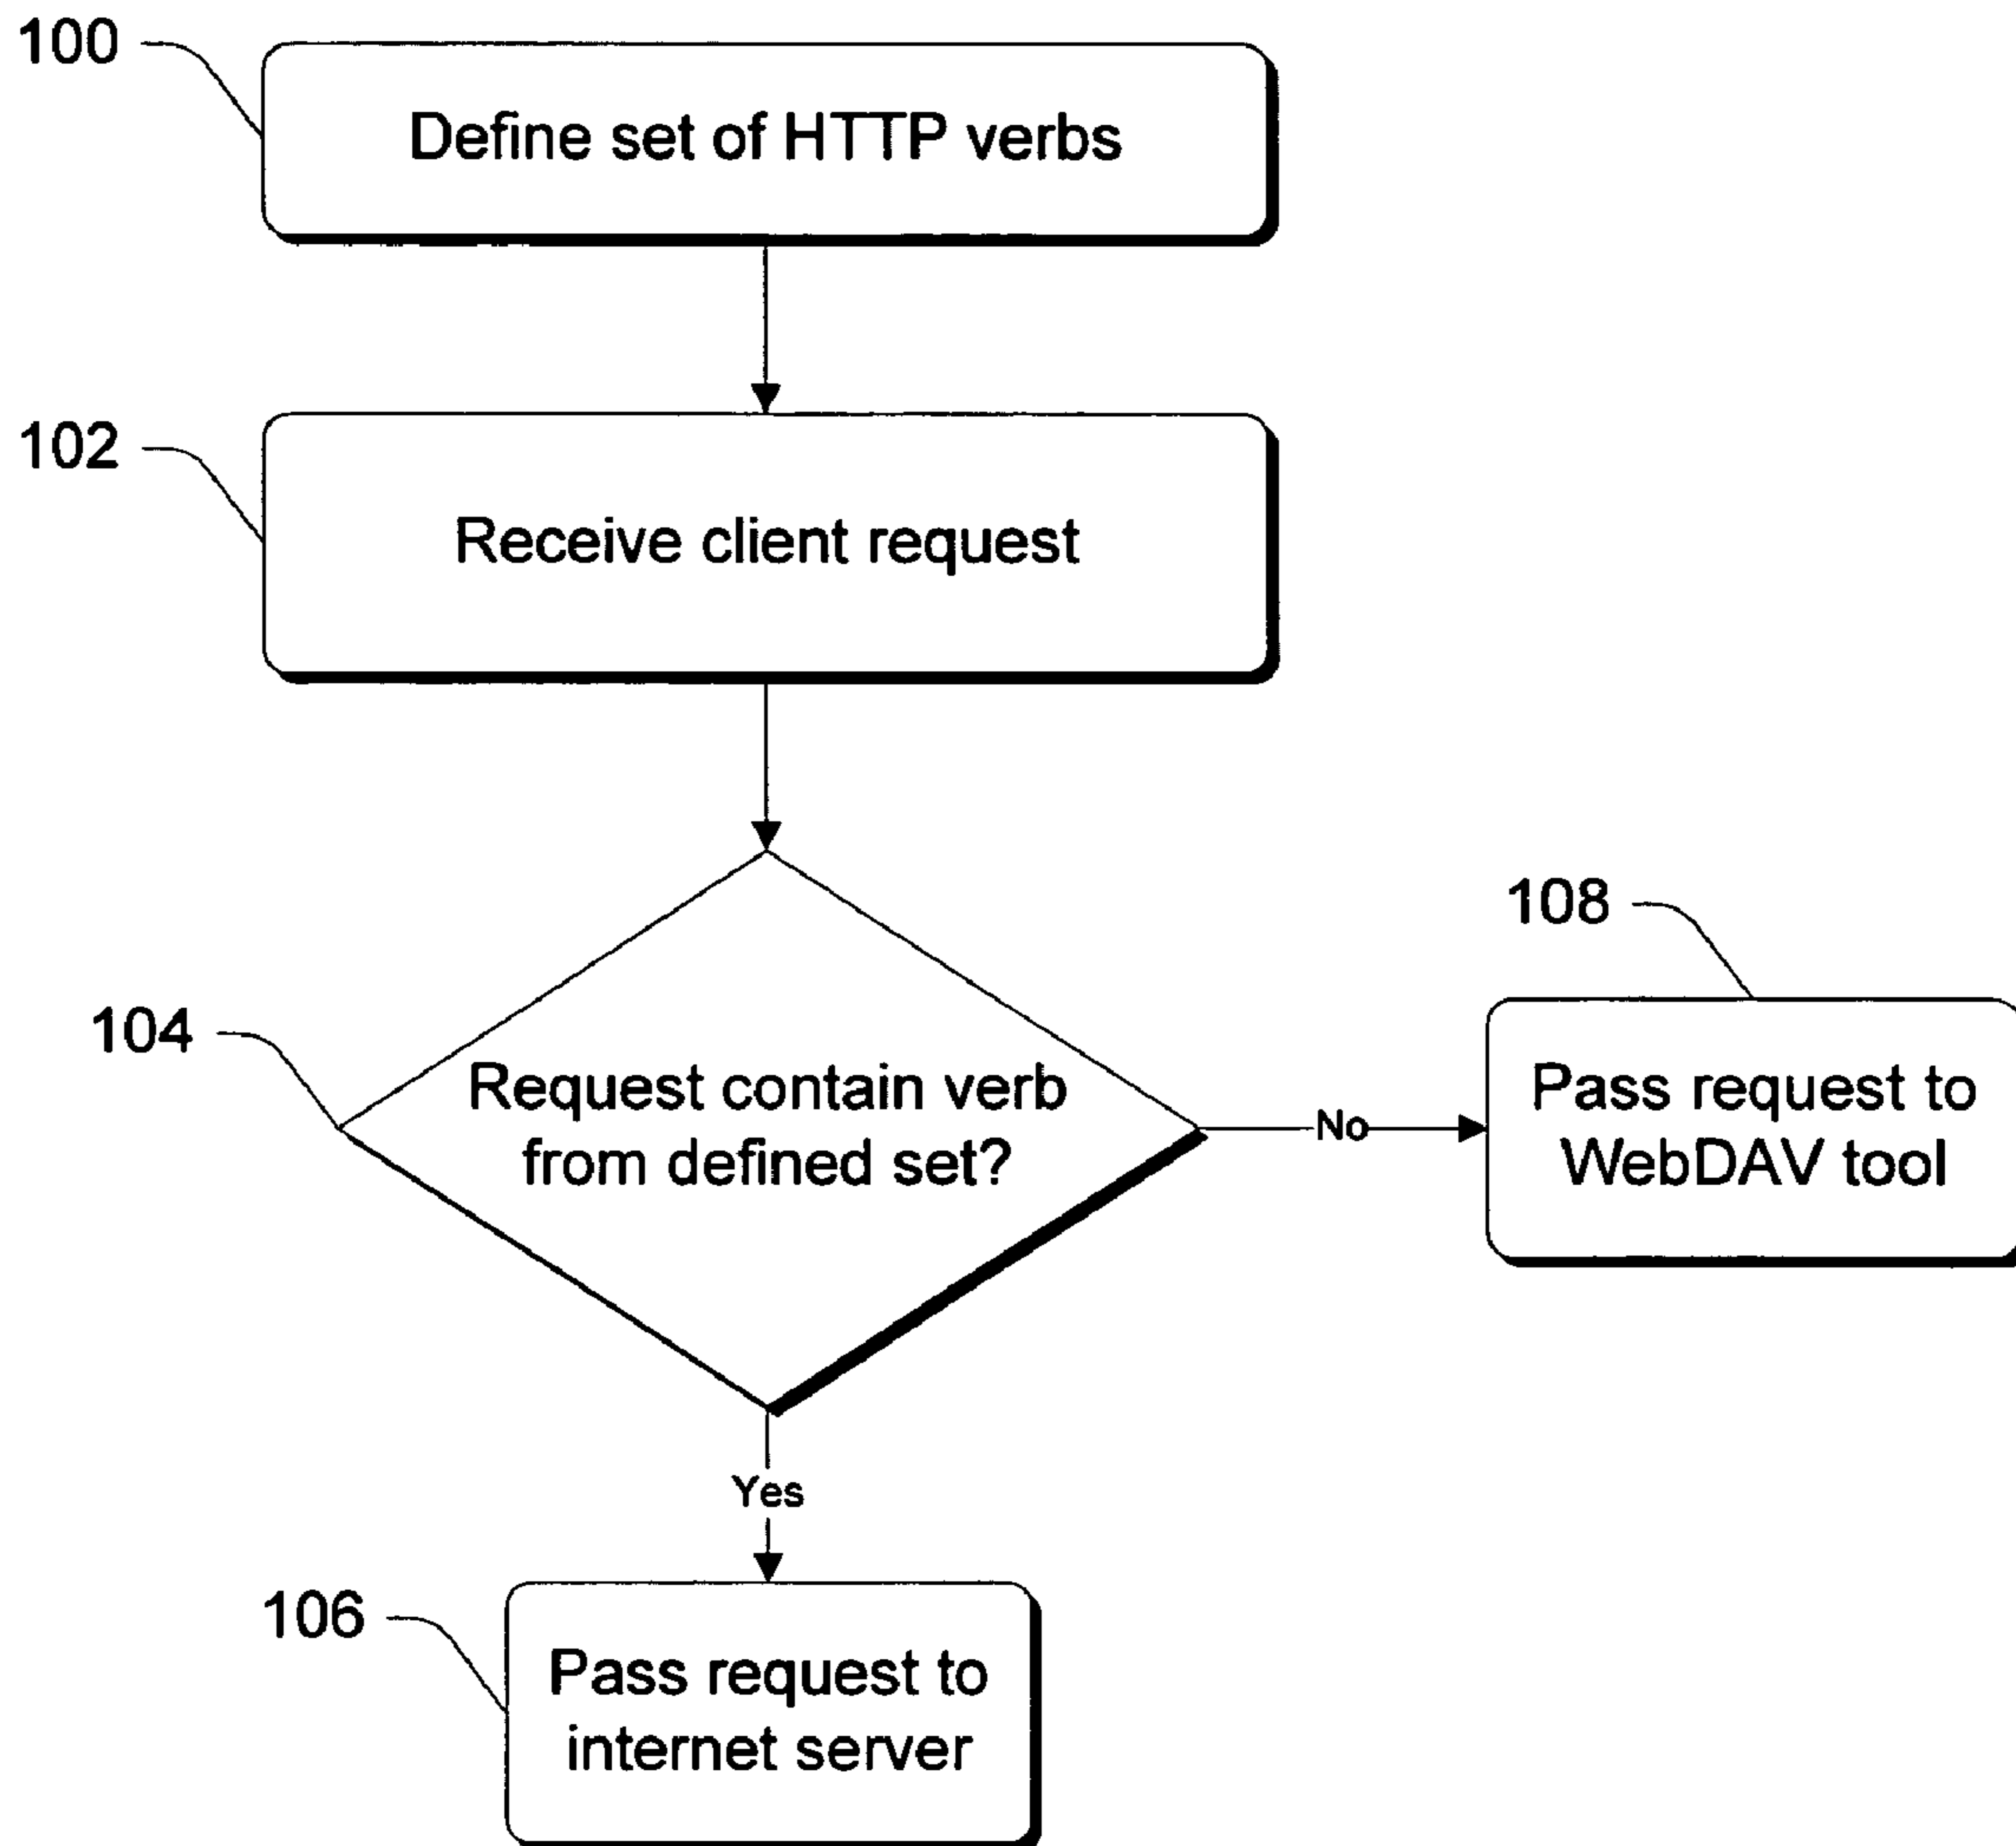 100
Define set of HTTP verbs
102
Receive client request
108
104
Request contain verb
from defined set?
No
Pass request to
WebDAV tool
Yes
106
Pass request to
internet server